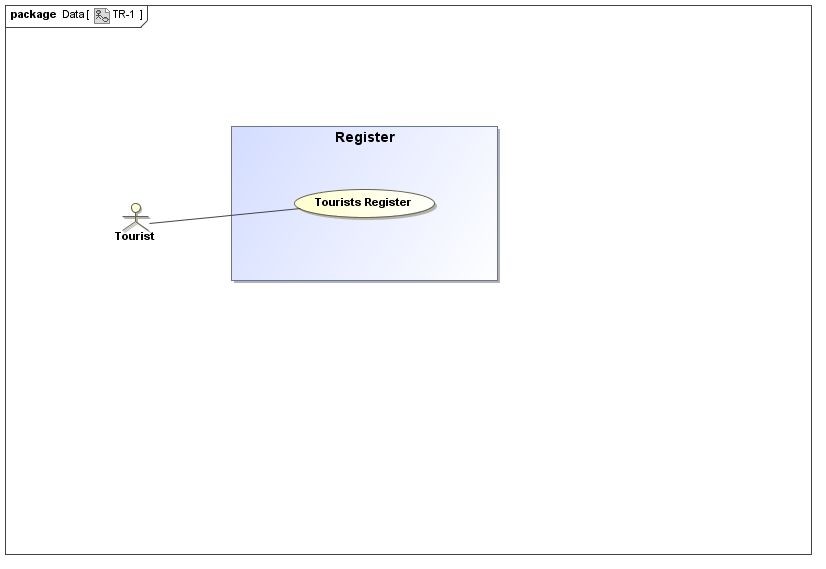 package Data [ TR-1 ]
Register
Tourists Register
Tourist